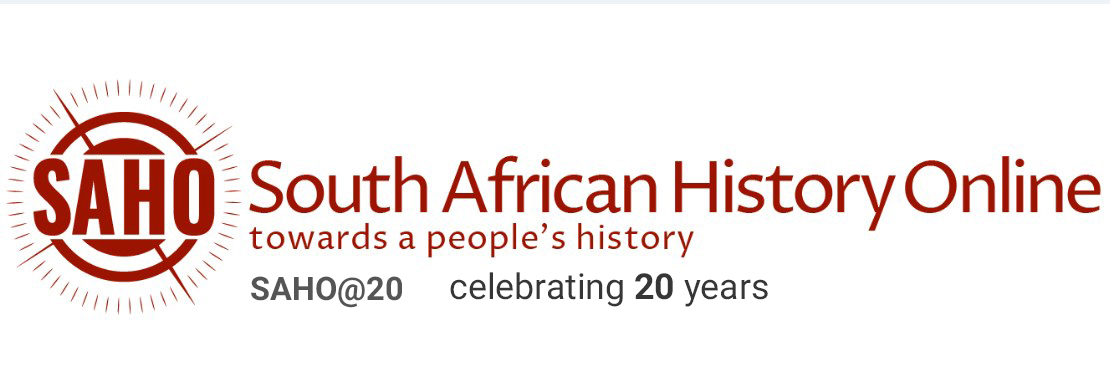 SAHO
South African History Online
towards a people's history
SAHO@20 celebrating 20 years